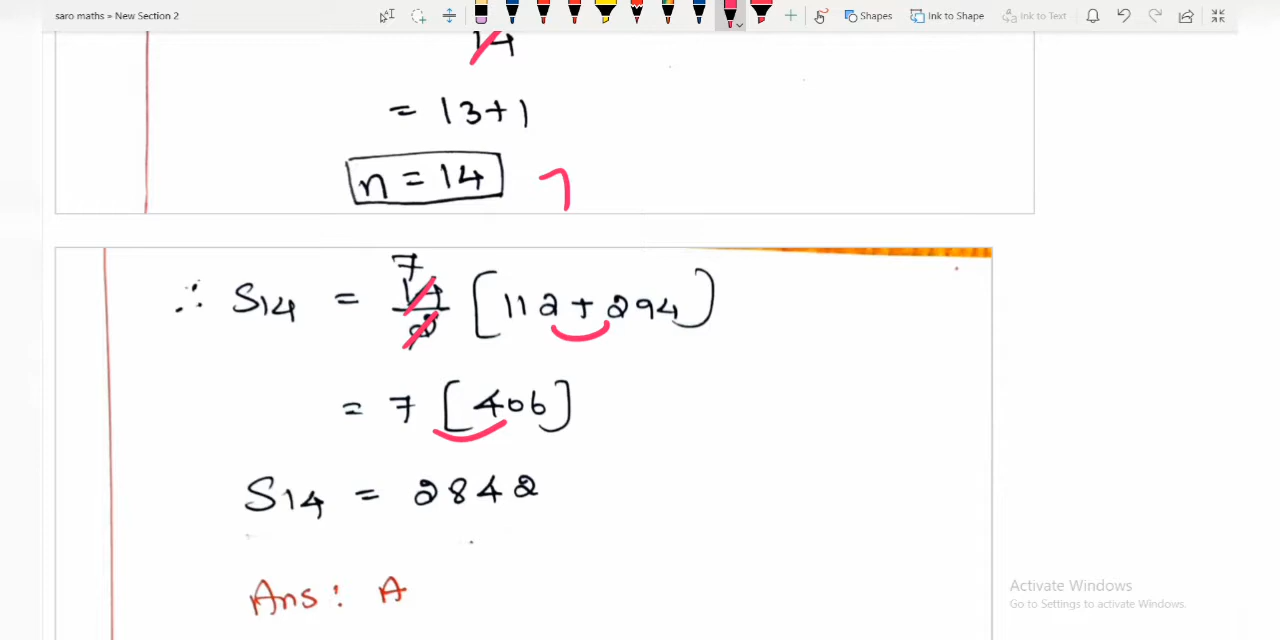 saro maths > New Section 2
Shapes Ink to Shape Ink to Text
14
= 13+1
n = 14
7
∴ S14 = 14/2 [112 + 294]
= 7 [406]
S14 = 2842
Ans: A
Activate Windows
Go to Settings to activate Windows.